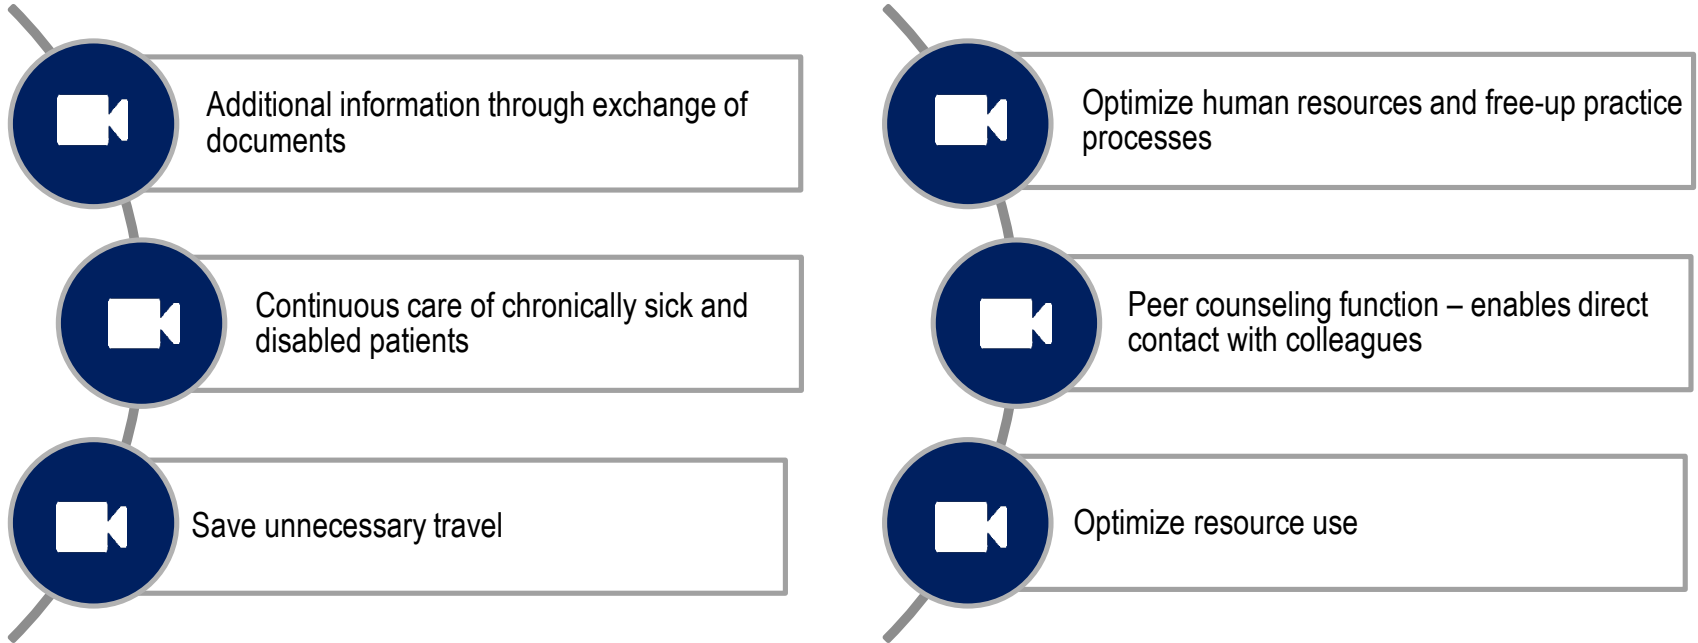 Additional information through exchange of
documents
Continuous care of chronically sick and
disabled patients
Save unnecessary travel
Optimize human resources and free-up practice
processes
Peer counseling function – enables direct
contact with colleagues
Optimize resource use